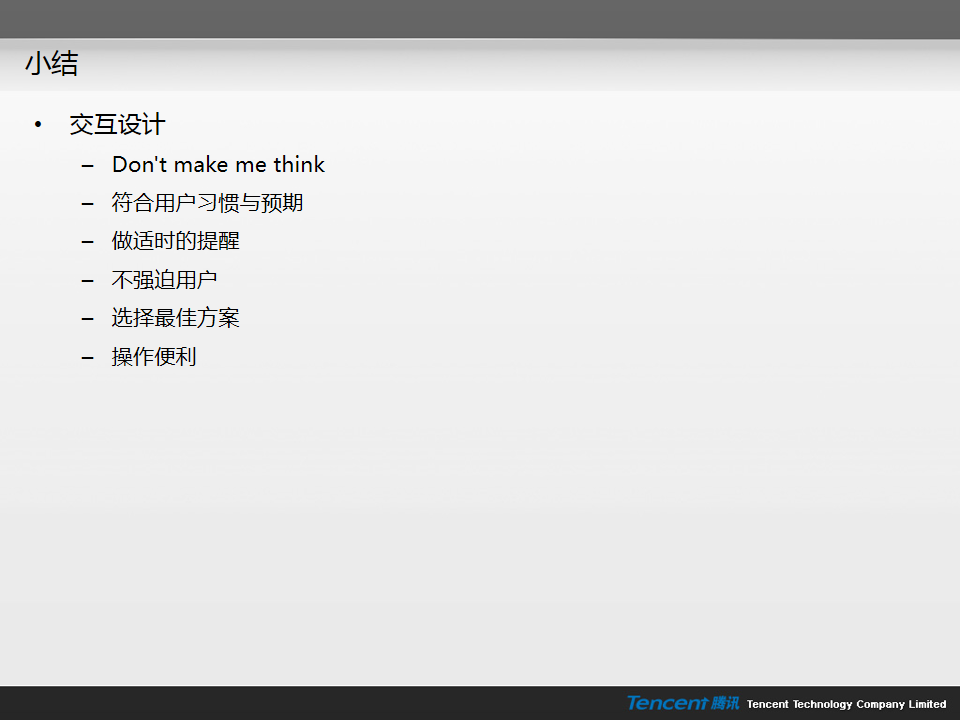 小结
• 交互设计
– Don't make me think
– 符合用户习惯与预期
– 做适时的提醒
– 不强迫用户
– 选择最佳方案
– 操作便利
Tencent 腾讯 Tencent Technology Company Limited